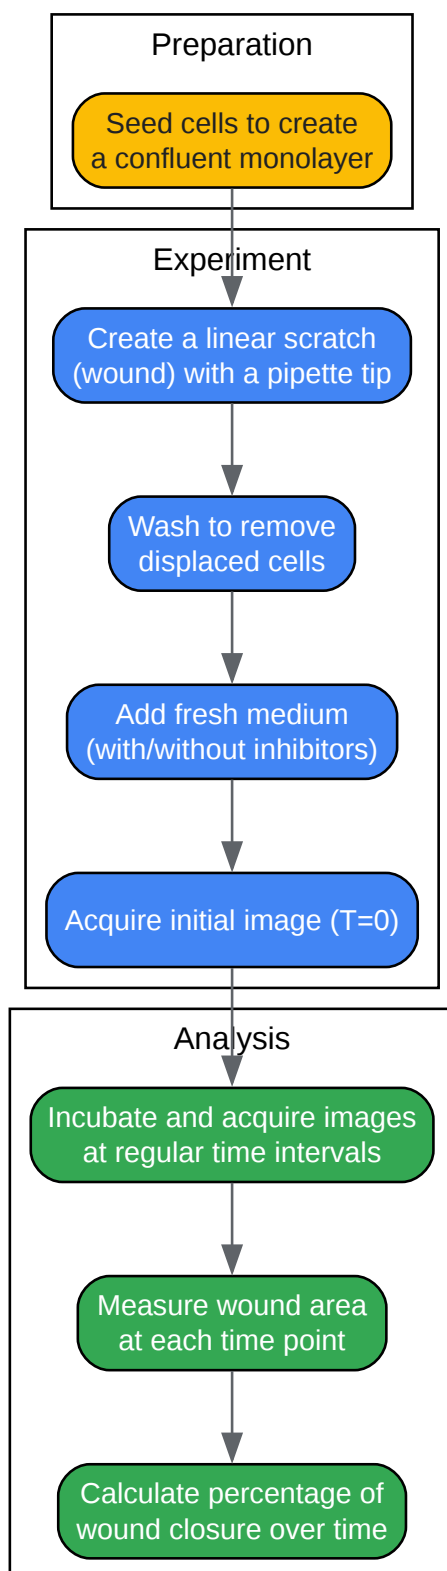 Preparation
Seed cells to create
a confluent monolayer
Experiment
Create a linear scratch
(wound) with a pipette tip
Wash to remove
displaced cells
Add fresh medium
(with/without inhibitors)
Acquire initial image (T=0)
Analysis
Incubate and acquire images
at regular time intervals
Measure wound area
at each time point
Calculate percentage of
wound closure over time